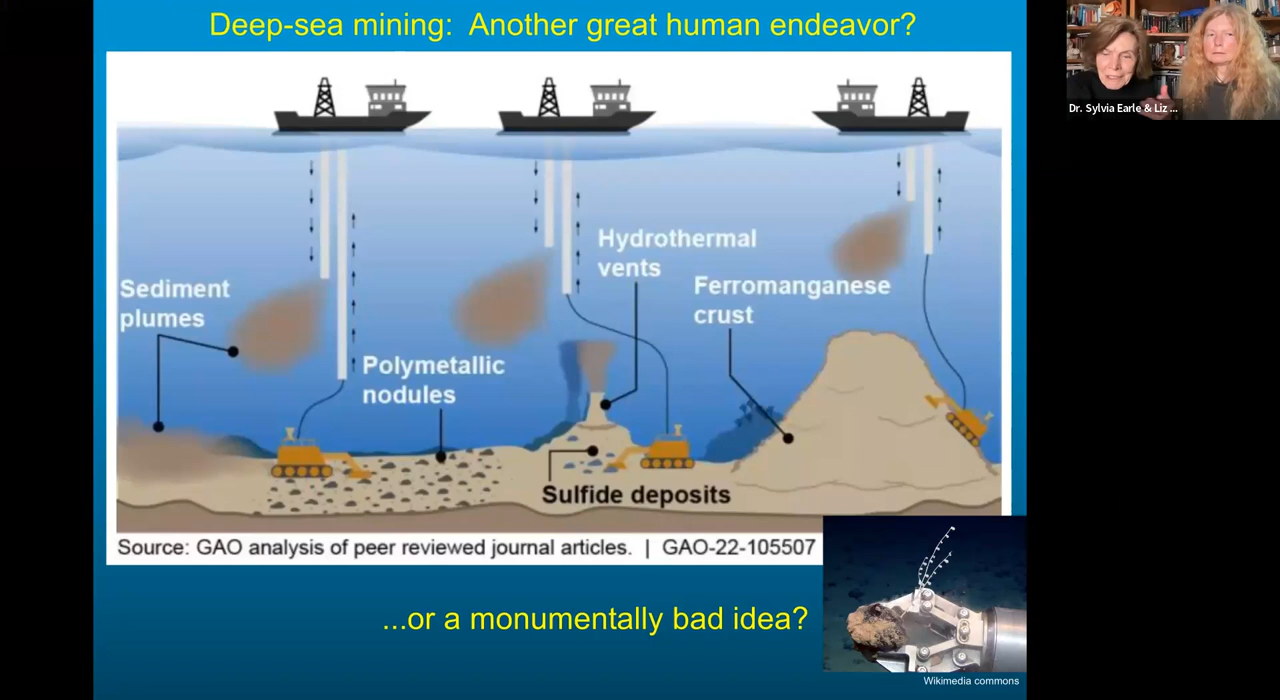 Deep-sea mining: Another great human endeavor?
Dr. Sylvia Earle & Liz ...
Hydrothermal
vents
Sediment
plumes
Ferromanganese
crust
Polymetallic
nodules
Sulfide deposits
Source: GAO analysis of peer reviewed journal articles. | GAO-22-105507
...or a monumentally bad idea?
Wikimedia commons